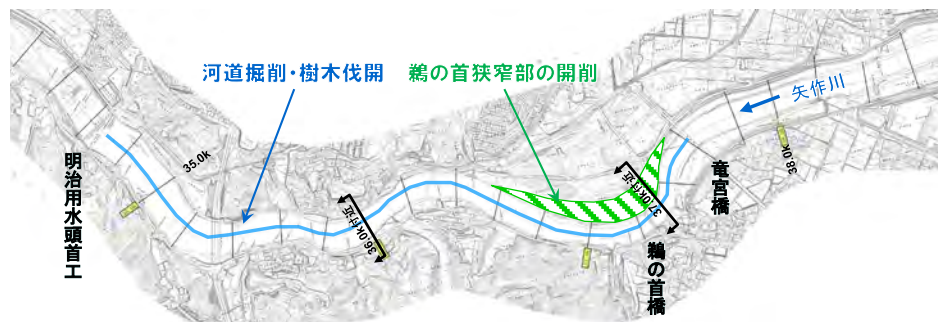 河道掘削・樹木伐開
鵜の首狭窄部の開削
矢作川
明治用水頭首工
35.0k
36.0k付近
37.0k付近
竜宮橋
38.0k
鵜の首橋